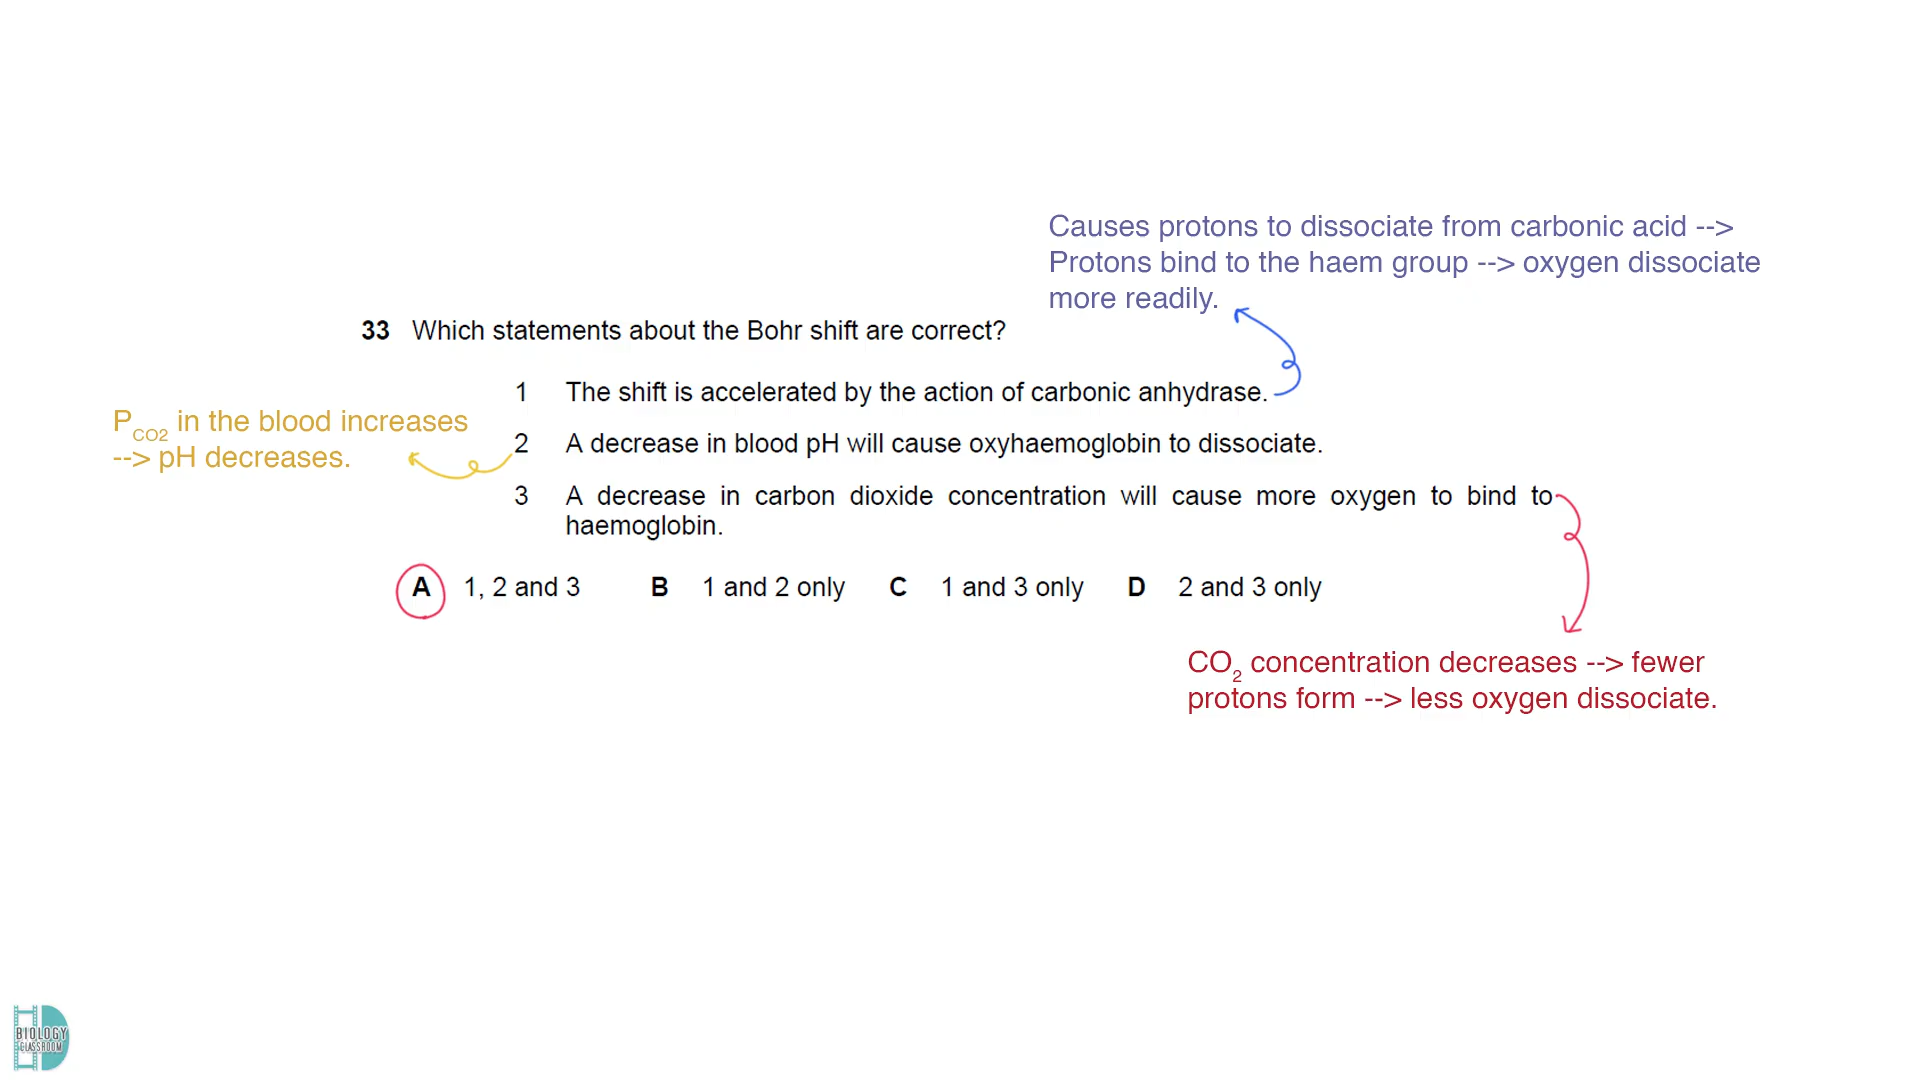 Causes protons to dissociate from carbonic acid -->
Protons bind to the haem group --> oxygen dissociate
more readily.
33 Which statements about the Bohr shift are correct?
1 The shift is accelerated by the action of carbonic anhydrase.
PCO2 in the blood increases
--> pH decreases.
2 A decrease in blood pH will cause oxyhaemoglobin to dissociate.
3 A decrease in carbon dioxide concentration will cause more oxygen to bind to
haemoglobin.
A 1, 2 and 3 B 1 and 2 only C 1 and 3 only D 2 and 3 only
CO2 concentration decreases --> fewer
protons form --> less oxygen dissociate.
BIOLOGY
CLASSROOM